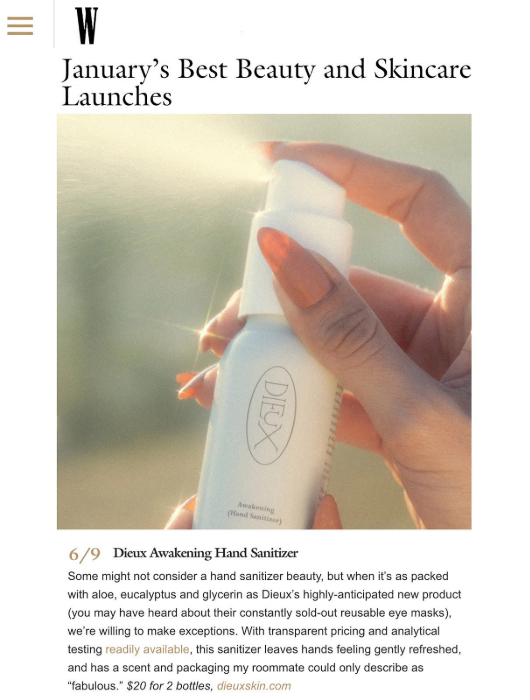 W
January's Best Beauty and Skincare
Launches
DIEUX
Awakening
(Hand Sanitizer)
6/9 Dieux Awakening Hand Sanitizer
Some might not consider a hand sanitizer beauty, but when it's as packed
with aloe, eucalyptus and glycerin as Dieux's highly-anticipated new product
(you may have heard about their constantly sold-out reusable eye masks),
we're willing to make exceptions. With transparent pricing and analytical
testing readily available, this sanitizer leaves hands feeling gently refreshed,
and has a scent and packaging my roommate could only describe as
“fabulous.” $20 for 2 bottles, dieuxskin.com